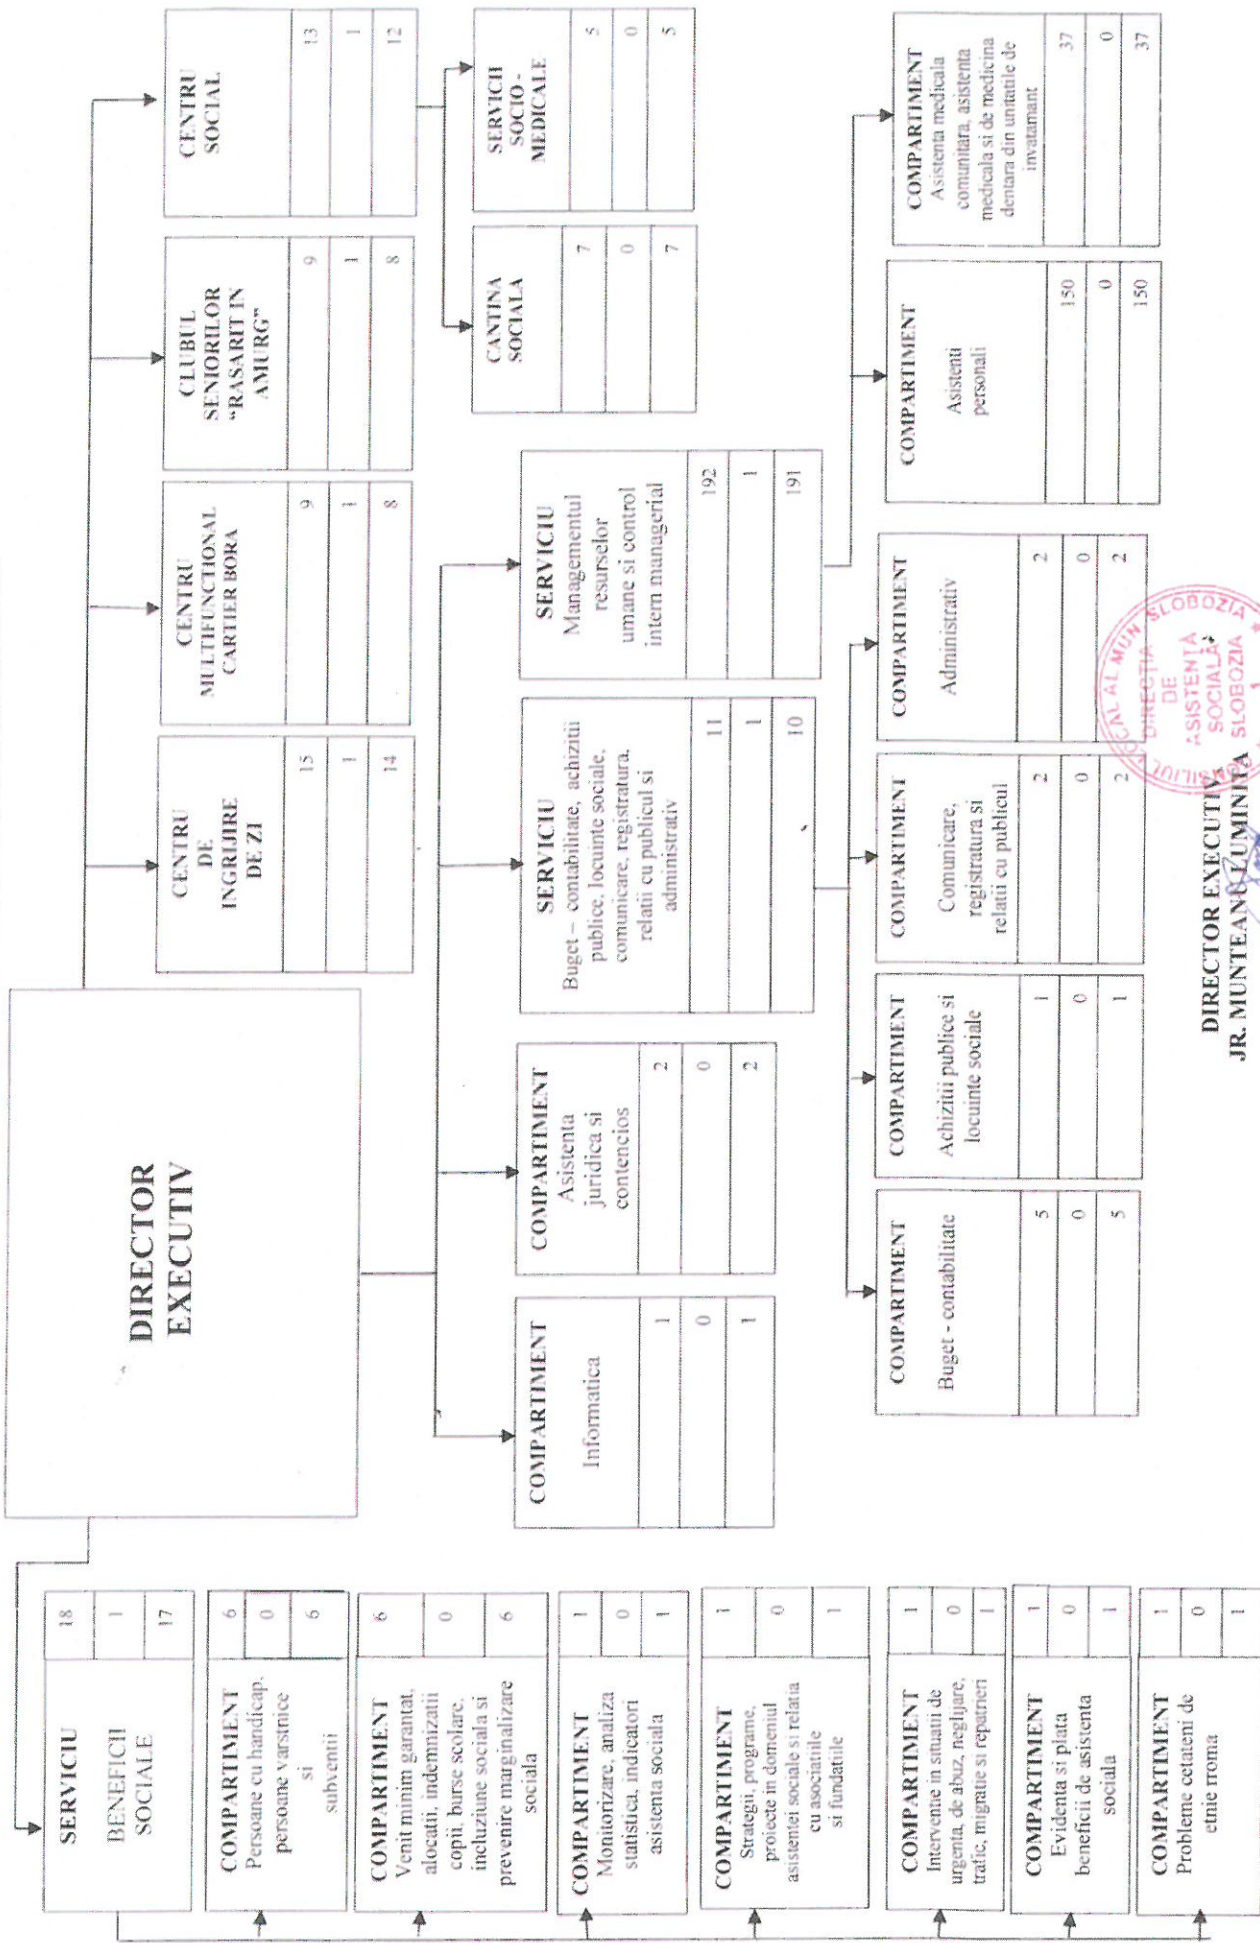 DIRECTOR
EXECUTIV
SERVICIU
BENEFICII
SOCIALE
18
1
17
COMPARTIMENT
Persoane cu handicap,
persoane varstnice
si
subventii
6
0
6
COMPARTIMENT
Venit minim garantat,
alocatii, indemnizatii
copii, burse scolare,
incluziune sociala si
prevenire marginalizare
sociala
6
0
6
COMPARTIMENT
Monitorizare, analiza
statistica, indicatori
asistenta sociala
1
0
1
COMPARTIMENT
Strategii, programe,
proiecte in domeniul
asistentei sociale si relatia
cu asociatiile
si fundatiile
1
0
1
COMPARTIMENT
Interventie in situatii de
urgenta, de abuz, neglijare,
trafic, migratie si repatrieri
1
0
1
COMPARTIMENT
Evidenta si plata
beneficii de asistenta
sociala
1
0
1
COMPARTIMENT
Probleme cetateni de
etnie rroma
1
0
1
CENTRU
DE
INGRIJIRE
DE ZI
15
1
14
CENTRU
MULTIFUNCTIONAL
CARTIER BORA
9
1
8
CLUBUL
SENIORILOR
"RASARIT IN
AMURG"
9
1
8
CENTRU
SOCIAL
13
1
12
CANTINA
SOCIALA
7
0
7
SERVICII
SOCIO -
MEDICALE
5
0
5
COMPARTIMENT
Informatica
1
0
1
COMPARTIMENT
Asistenta
juridica si
contencios
2
0
2
SERVICIU
Buget – contabilitate, achizitii
publice, locuinte sociale,
comunicare, registratura,
relatii cu publicul si
administrativ
11
1
10
SERVICIU
Managementul
resurselor
umane si control
intern managerial
192
1
191
COMPARTIMENT
Buget - contabilitate
5
0
5
COMPARTIMENT
Achizitii publice si
locuinte sociale
1
0
1
COMPARTIMENT
Comunicare,
registratura si
relatii cu publicul
2
0
2
COMPARTIMENT
Administrativ
2
0
2
COMPARTIMENT
Asistenti
personali
150
0
150
COMPARTIMENT
Asistenta medicala
comunitara, asistenta
medicala si de medicina
dentara din unitatile de
invatamant
37
0
37
DIRECTOR EXECUTIV,
JR. MUNTEANU LUMINITA
LOCAL AL MUN SLOBOZIA
DIRECTIA
DE
ASISTENTA
SOCIALA
SLOBOZIA
1